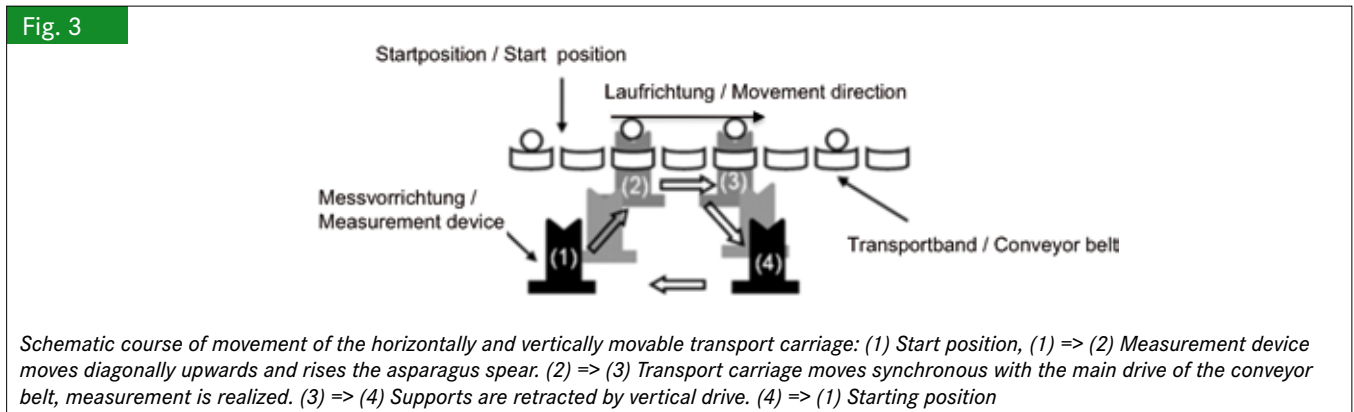 Fig. 3
Startposition / Start position
Laufrichtung / Movement direction
(2)
(3)
Messvorrichtung /
Measurement device
(1)
(4)
Transportband / Conveyor belt
Schematic course of movement of the horizontally and vertically movable transport carriage: (1) Start position, (1) => (2) Measurement device
moves diagonally upwards and rises the asparagus spear. (2) => (3) Transport carriage moves synchronous with the main drive of the conveyor
belt, measurement is realized. (3) => (4) Supports are retracted by vertical drive. (4) => (1) Starting position